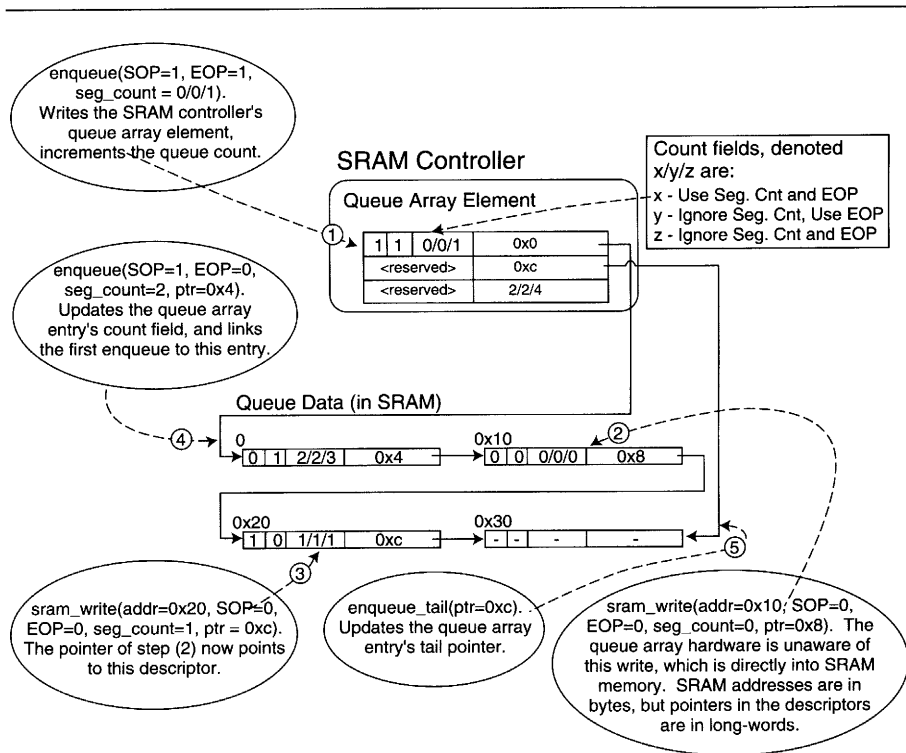 enqueue(SOP=1, EOP=1,
seg_count = 0/0/1).
Writes the SRAM controller's
queue array element,
increments the queue count.
SRAM Controller
Queue Array Element
Count fields, denoted
x/y/z are:
x - Use Seg. Cnt and EOP
y - Ignore Seg. Cnt, Use EOP
z - Ignore Seg. Cnt and EOP
1
1 1 0/0/1 0x0
<reserved> 0xc
<reserved> 2/2/4
enqueue(SOP=1, EOP=0,
seg_count=2, ptr=0x4).
Updates the queue array
entry's count field, and links
the first enqueue to this entry.
Queue Data (in SRAM)
4
0
0 1 2/2/3 0x4
0x10
2
0 0 0/0/0 0x8
0x20
1 0 1/1/1 0xc
0x30
- - - -
5
3
sram_write(addr=0x20, SOP=0,
EOP=0, seg_count=1, ptr = 0xc).
The pointer of step (2) now points
to this descriptor.
enqueue_tail(ptr=0xc).
Updates the queue array
entry's tail pointer.
sram_write(addr=0x10, SOP=0,
EOP=0, seg_count=0, ptr=0x8). The
queue array hardware is unaware of
this write, which is directly into SRAM
memory. SRAM addresses are in
bytes, but pointers in the descriptors
are in long-words.